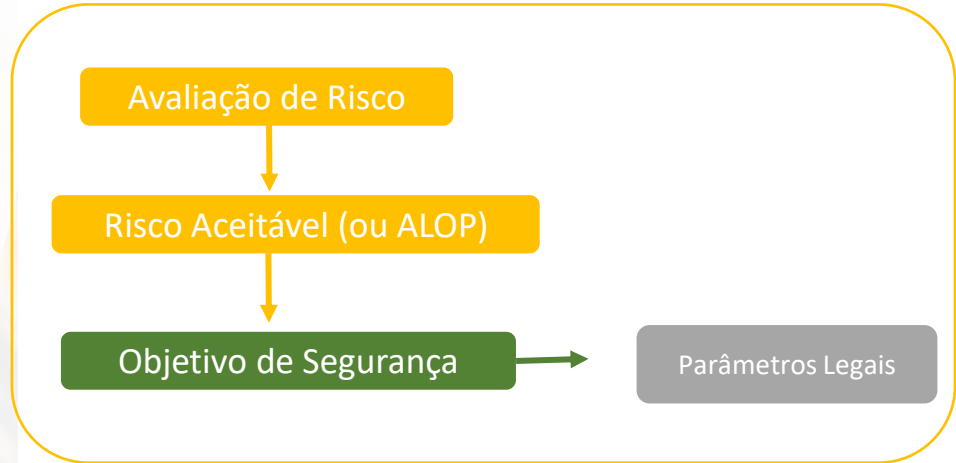 Avaliação de Risco
Risco Aceitável (ou ALOP)
Objetivo de Segurança
Parâmetros Legais